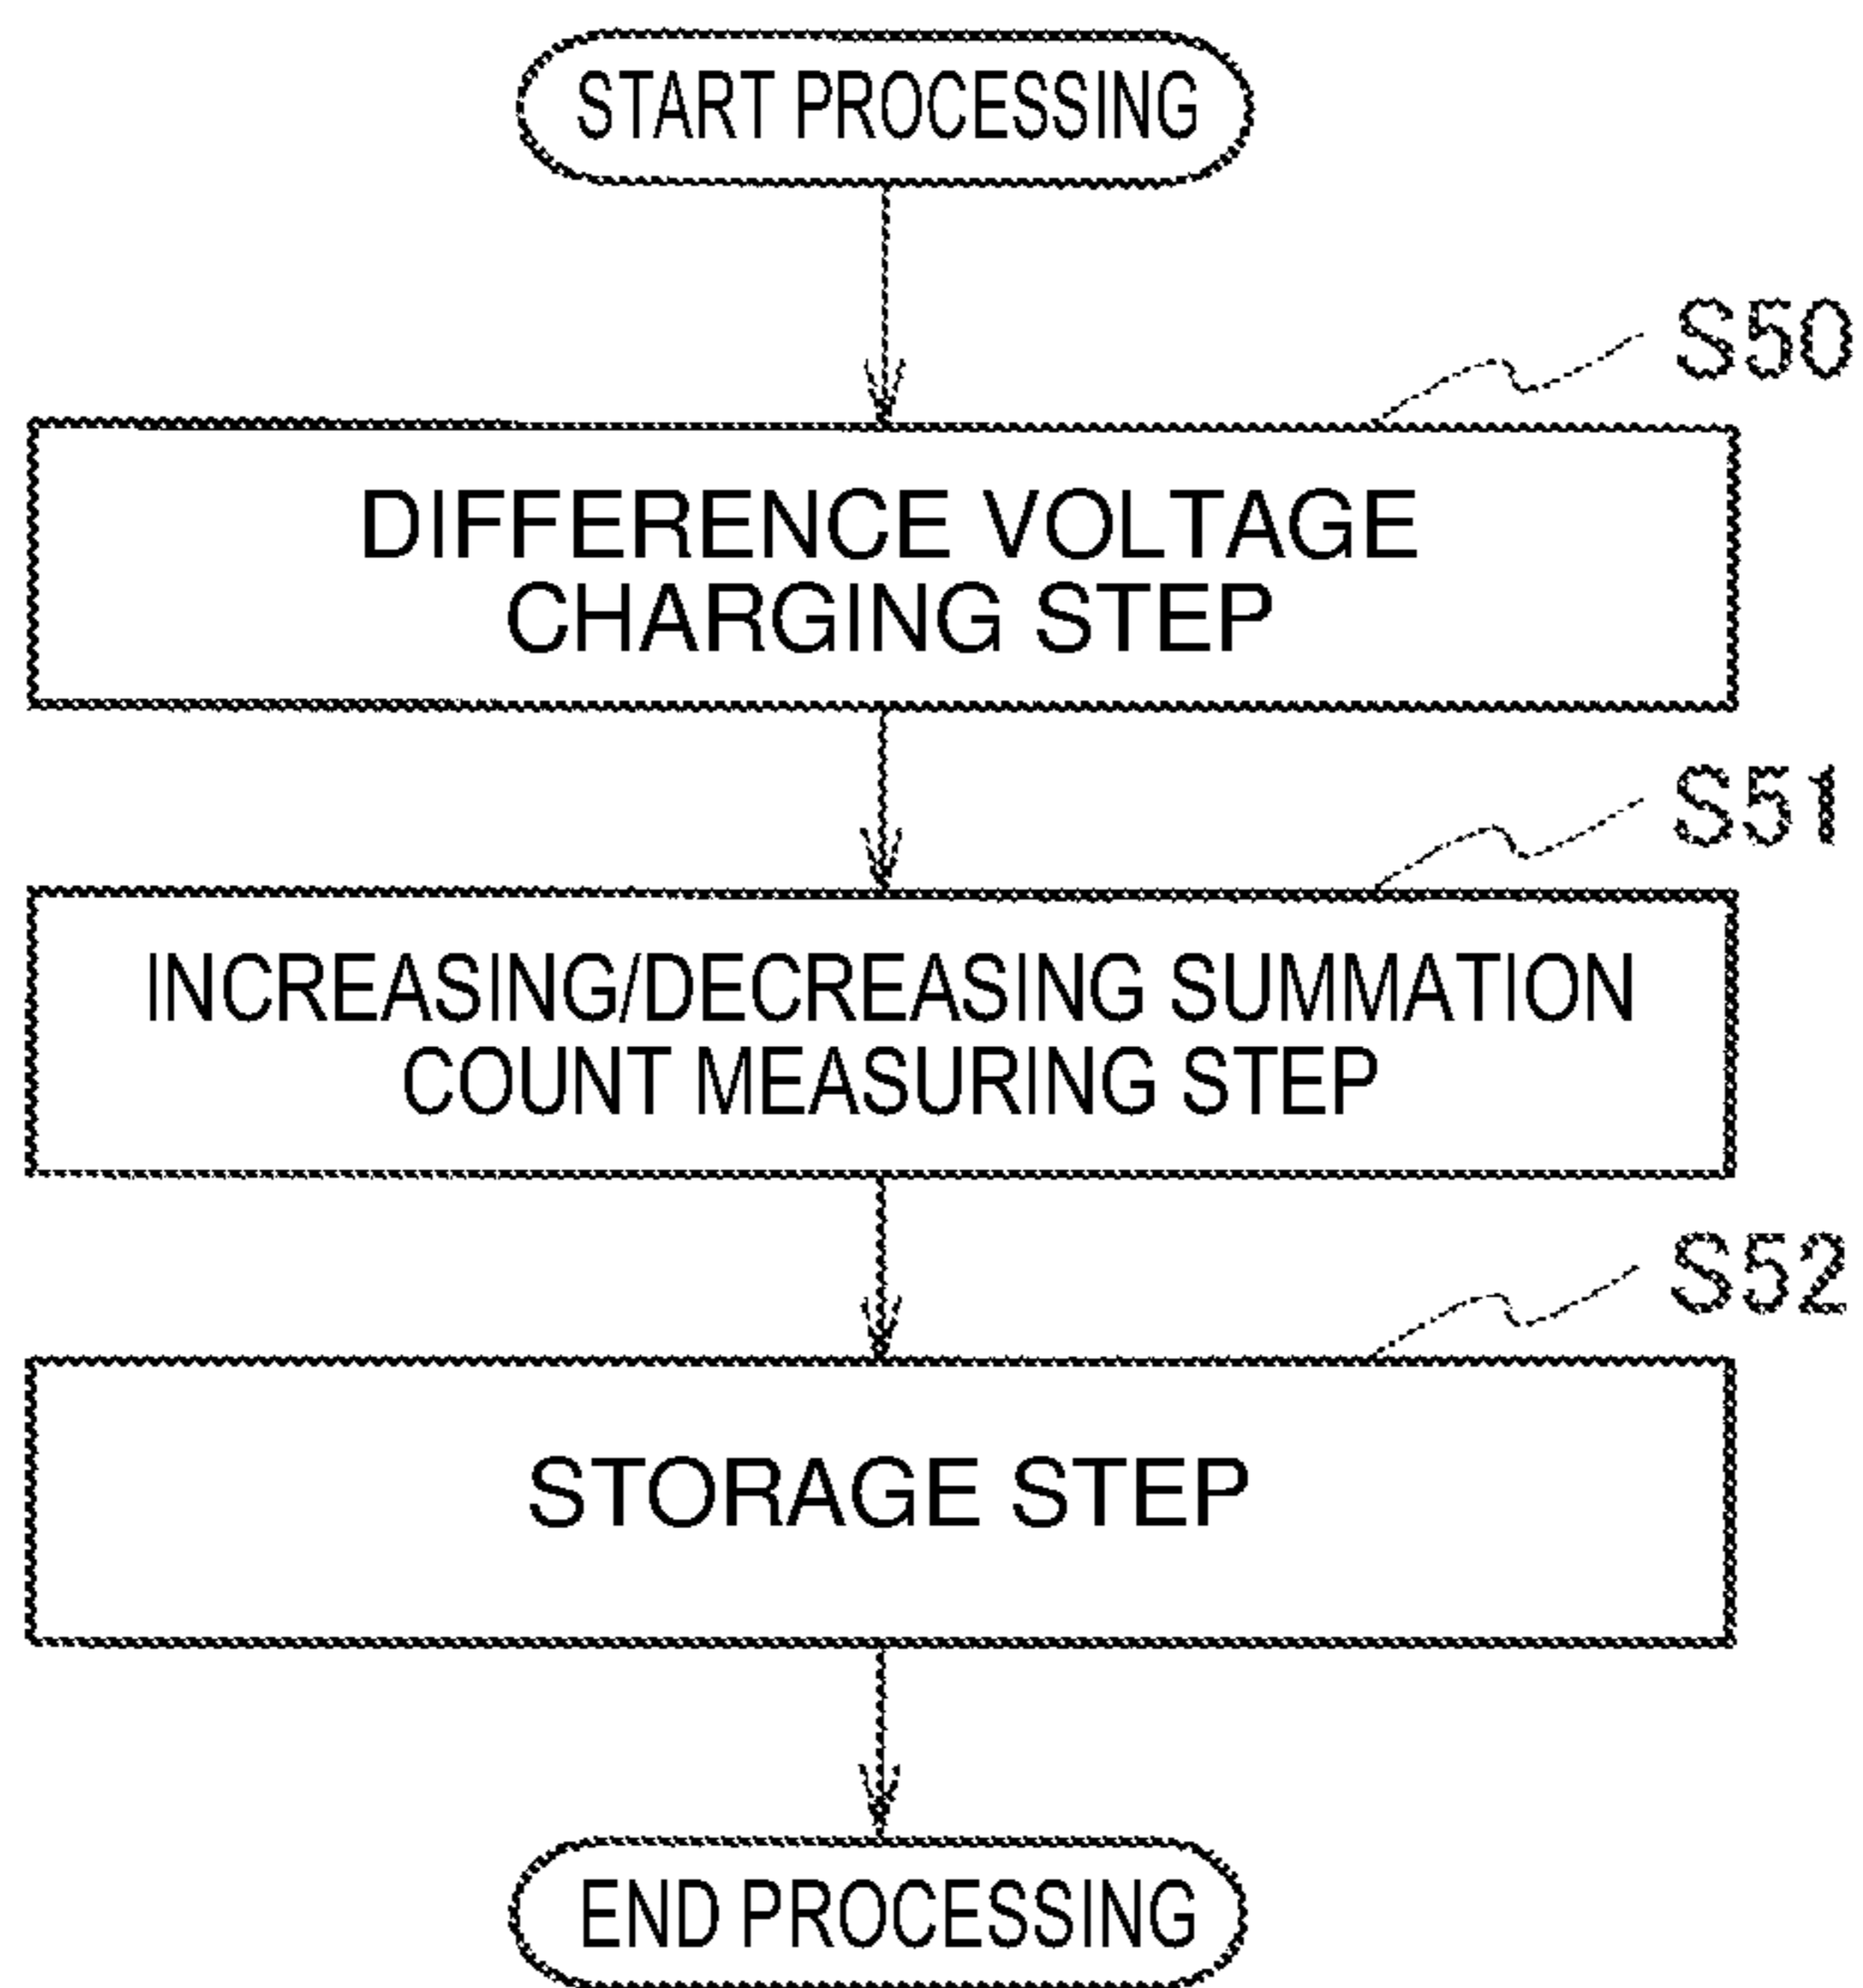 START PROCESSING
S50
DIFFERENCE VOLTAGE
CHARGING STEP
S51
INCREASING/DECREASING SUMMATION
COUNT MEASURING STEP
S52
STORAGE STEP
END PROCESSING